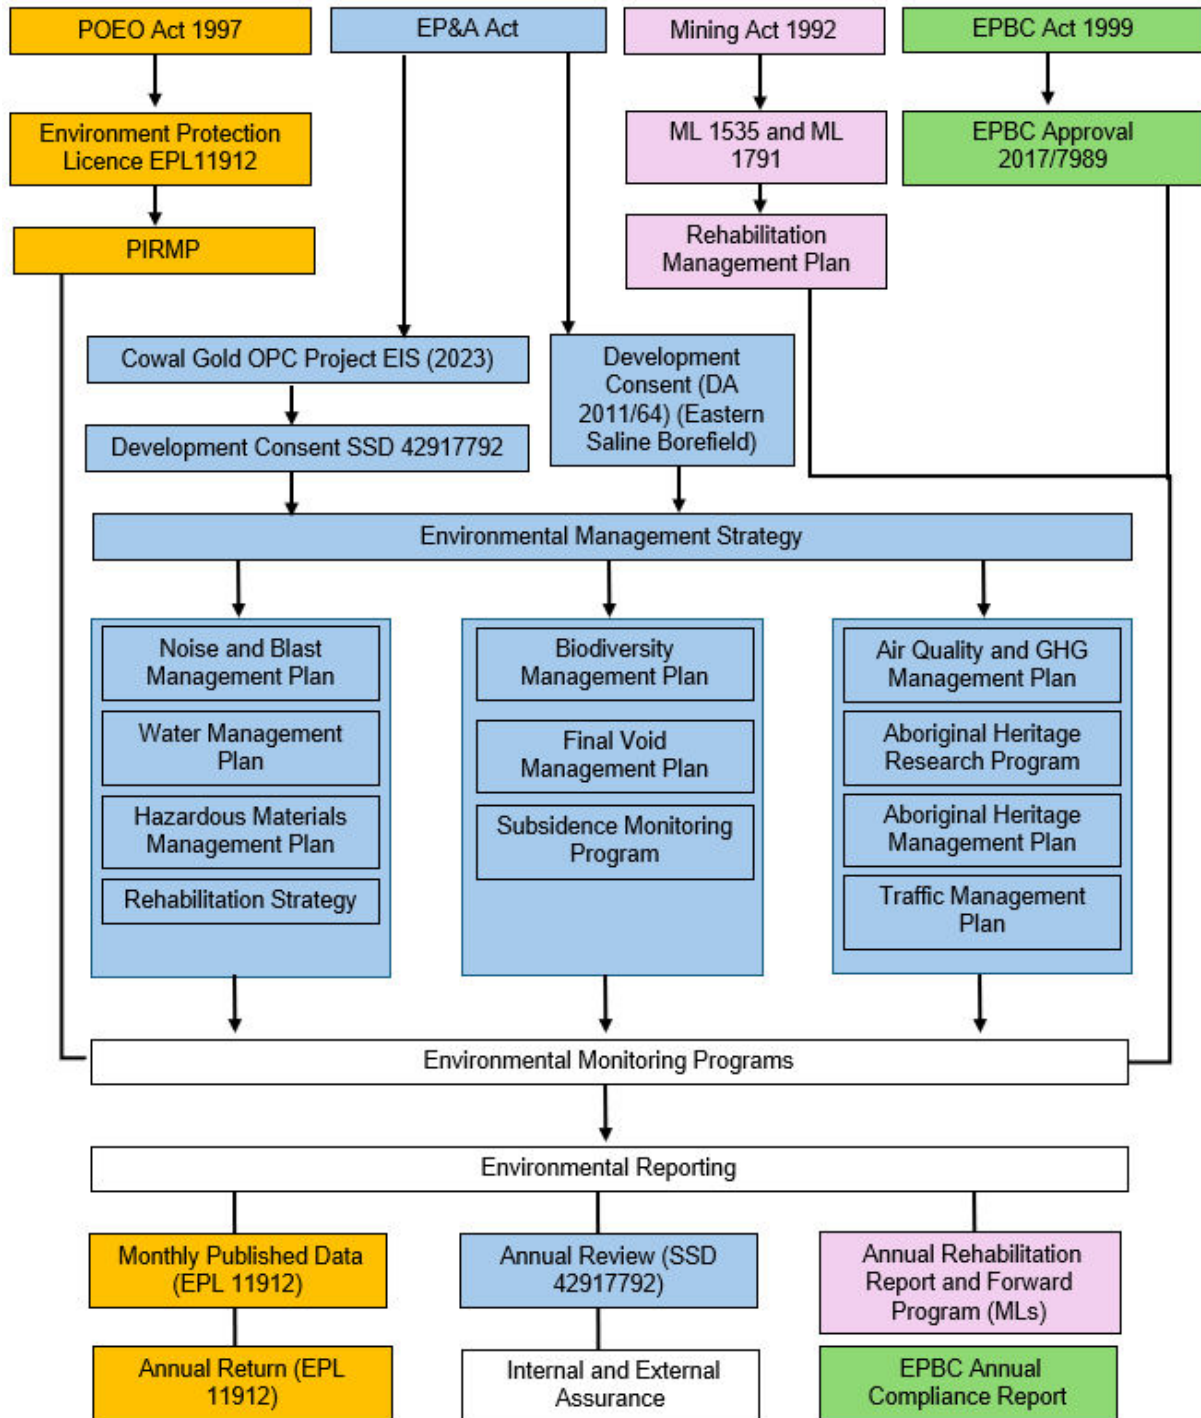 POEO Act 1997
EP&A Act
Mining Act 1992
EPBC Act 1999
Environment Protection
Licence EPL11912
ML 1535 and ML
1791
EPBC Approval
2017/7989
PIRMP
Rehabilitation
Management Plan
Cowal Gold OPC Project EIS (2023)
Development
Consent (DA
2011/64) (Eastern
Saline Borefield)
Development Consent SSD 42917792
Environmental Management Strategy
Noise and Blast
Management Plan
Water Management
Plan
Hazardous Materials
Management Plan
Rehabilitation Strategy
Biodiversity
Management Plan
Final Void
Management Plan
Subsidence Monitoring
Program
Air Quality and GHG
Management Plan
Aboriginal Heritage
Research Program
Aboriginal Heritage
Management Plan
Traffic Management
Plan
Environmental Monitoring Programs
Environmental Reporting
Monthly Published Data
(EPL 11912)
Annual Review (SSD
42917792)
Annual Rehabilitation
Report and Forward
Program (MLs)
Annual Return (EPL
11912)
Internal and External
Assurance
EPBC Annual
Compliance Report